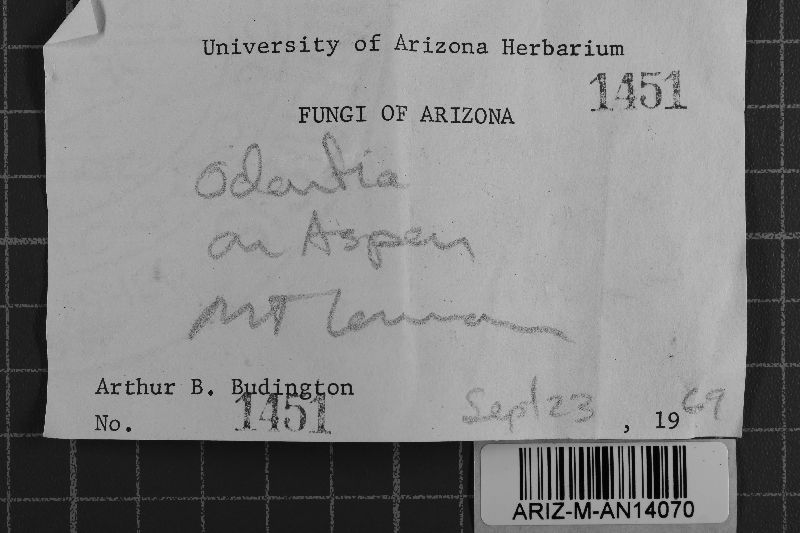 University of Arizona Herbarium
1451
FUNGI OF ARIZONA
Odontia
on Aspen
MT Lemmon
Arthur B. Budington
No. 1451
Sept 23, 1969
ARIZ-M-AN14070